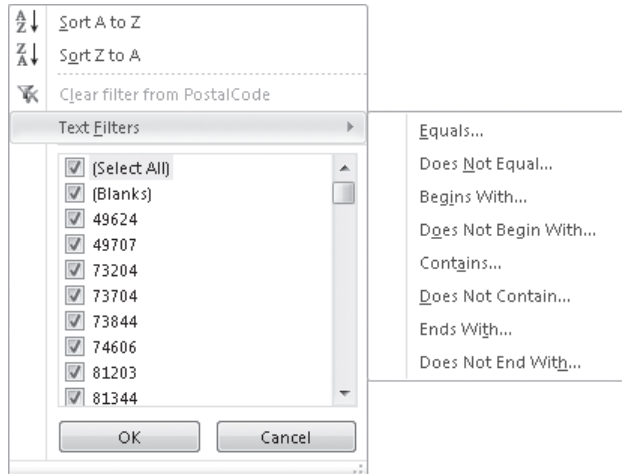 Sort A to Z
Sort Z to A
Clear filter from PostalCode
Text Filters
(Select All)
(Blanks)
49624
49707
73204
73704
73844
74606
81203
81344
OK
Cancel
Equals...
Does Not Equal...
Begins With...
Does Not Begin With...
Contains...
Does Not Contain...
Ends With...
Does Not End With...